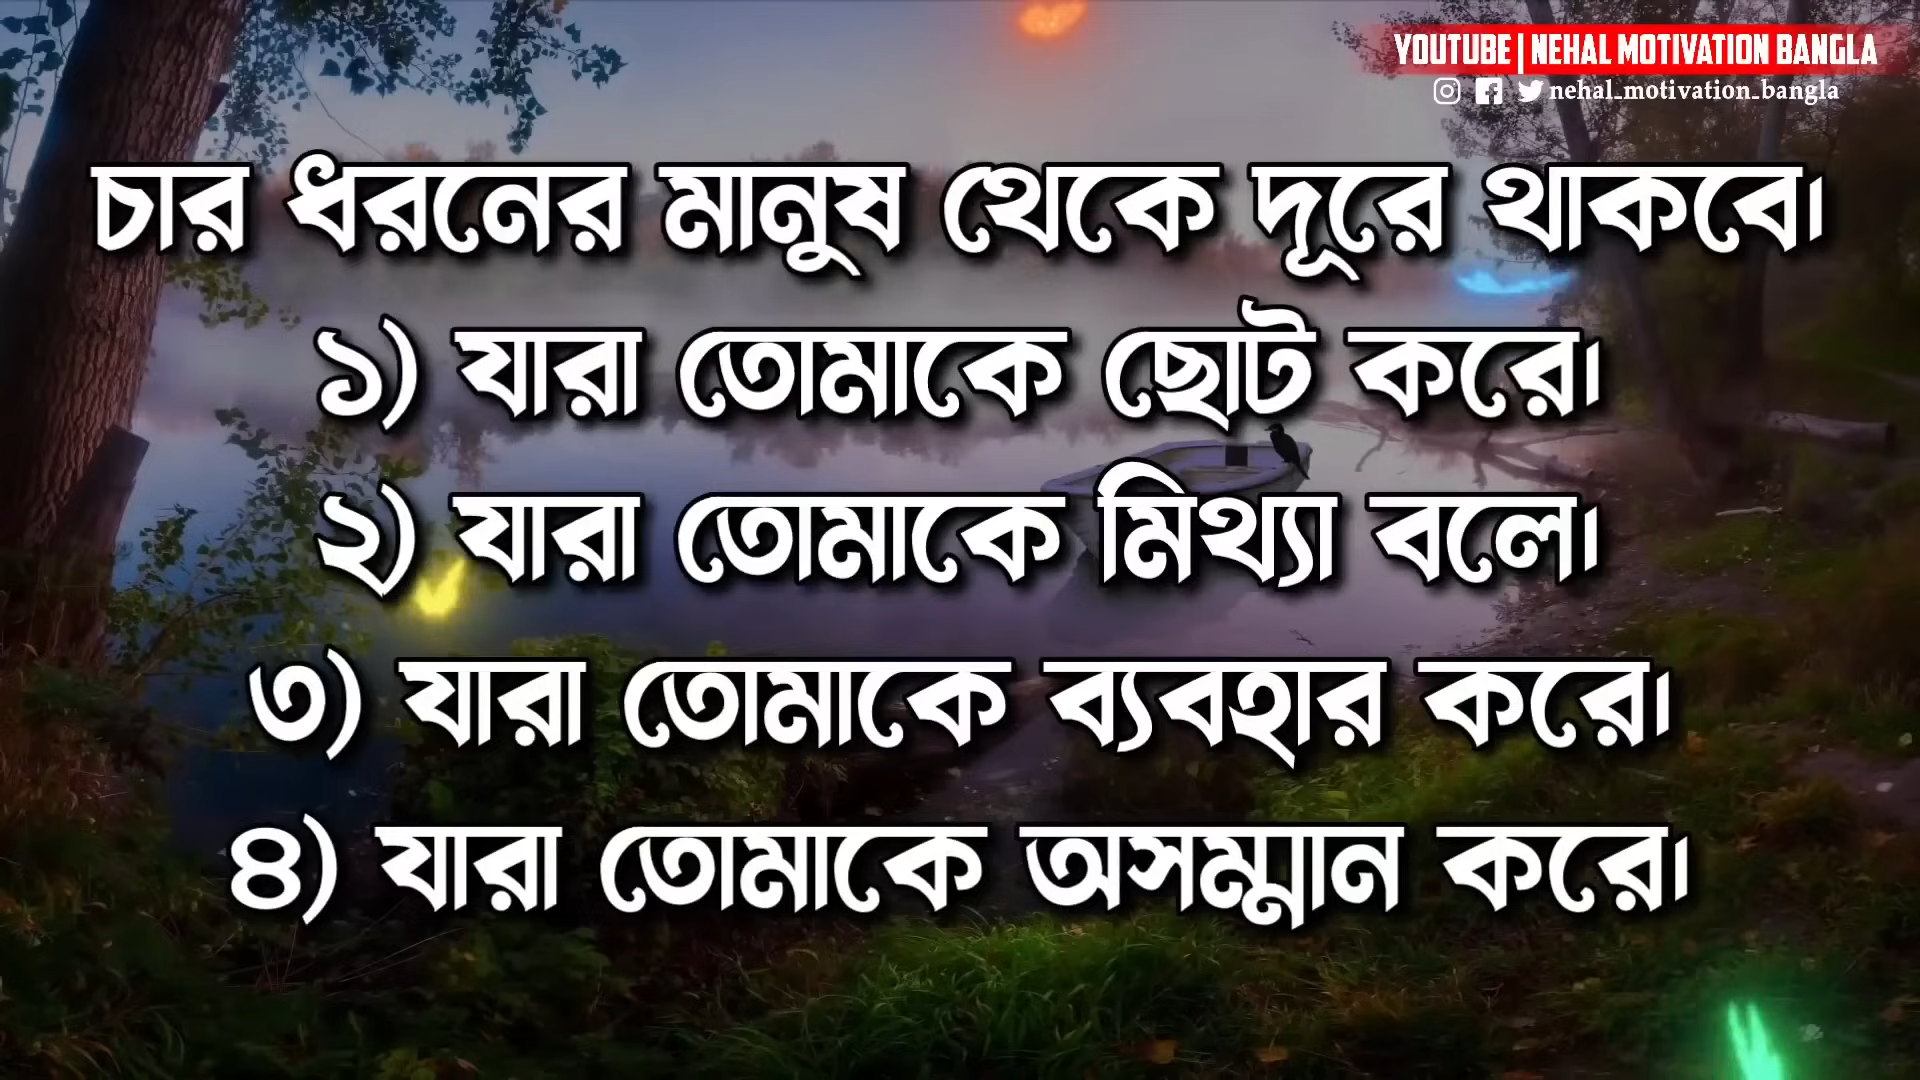 YOUTUBE | NEHAL MOTIVATION BANGLA
nehal_motivation_bangla
চার ধরনের মানুষ থেকে দূরে থাকবে।
১) যারা তোমাকে ছোট করে।
২) যারা তোমাকে মিথ্যা বলে।
৩) যারা তোমাকে ব্যবহার করে।
৪) যারা তোমাকে অসম্মান করে।